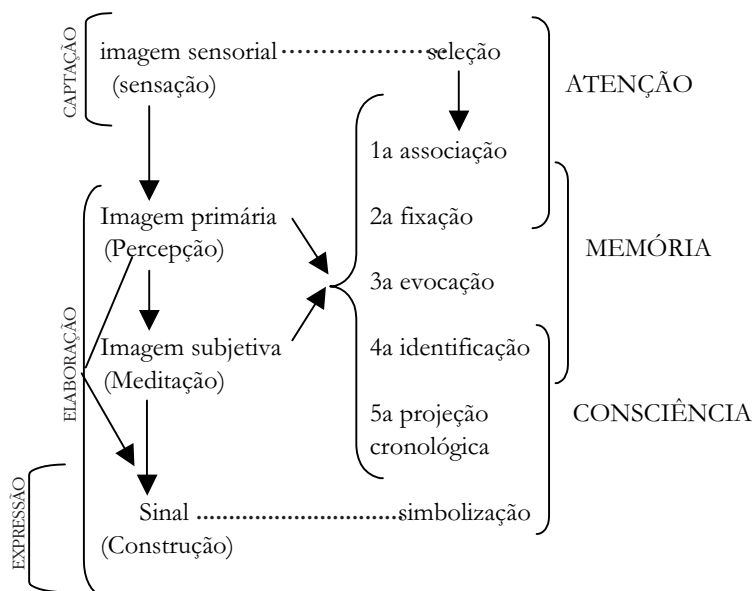 CAPTAÇÃO
imagem sensorial ........................ seleção
(sensação)
ATENÇÃO
1a associação
ELABORAÇÃO
Imagem primária
(Percepção)
2a fixação
MEMÓRIA
3a evocação
Imagem subjetiva
(Meditação)
4a identificação
CONSCIÊNCIA
5a projeção
cronológica
EXPRESSÃO
Sinal ................................... simbolização
(Construção)